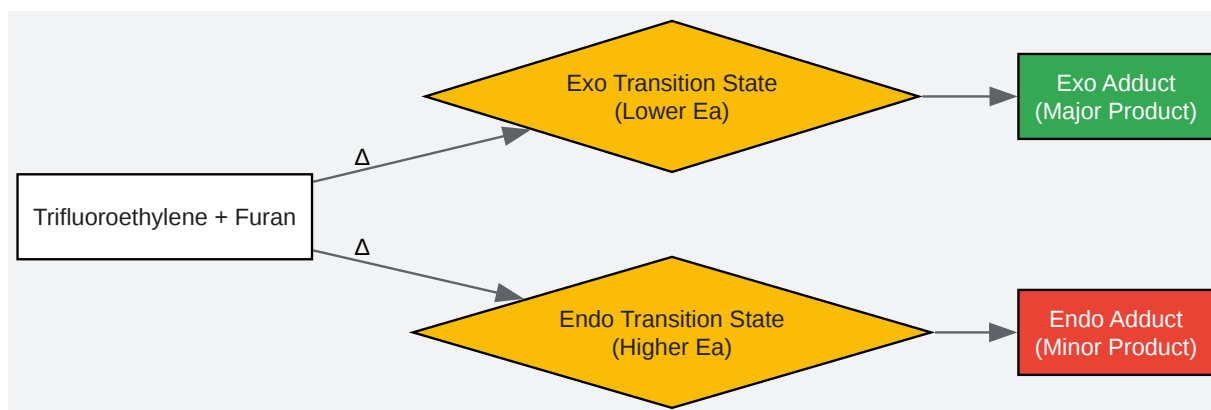 Exo Transition State
(Lower Ea)
Exo Adduct
(Major Product)
Δ
Trifluoroethylene + Furan
Δ
Endo Transition State
(Higher Ea)
Endo Adduct
(Minor Product)